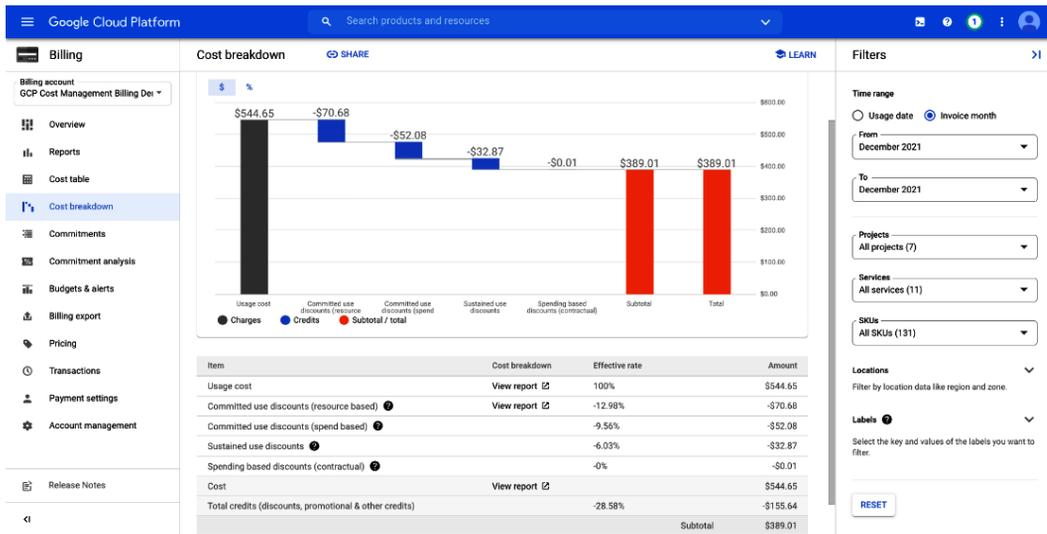 Google Cloud Platform
Search products and resources
1
Billing
Billing account
GCP Cost Management Billing Der
Overview
Reports
Cost table
Cost breakdown
Commitments
Commitment analysis
Budgets & alerts
Billing export
Pricing
Transactions
Payment settings
Account management
Release Notes
Cost breakdown
SHARE
LEARN
$ %
$544.65
-$70.68
-$52.08
-$32.87
-$0.01
$389.01
$389.01
$600.00
$500.00
$400.00
$300.00
$200.00
$100.00
$0.00
Usage cost
Committed use
discounts (resource
Committed use
discounts (spend
Sustained use
discounts
Spending based
discounts (contractual)
Subtotal
Total
Charges Credits Subtotal / total
Item Cost breakdown Effective rate Amount
Usage cost View report 100% $544.65
Committed use discounts (resource based) ? View report -12.98% -$70.68
Committed use discounts (spend based) ? -9.56% -$52.08
Sustained use discounts ? -6.03% -$32.87
Spending based discounts (contractual) ? -0% -$0.01
Cost View report $544.65
Total credits (discounts, promotional & other credits) -28.58% -$155.64
Subtotal $389.01
Filters
Time range
Usage date Invoice month
From
December 2021
To
December 2021
Projects
All projects (7)
Services
All services (11)
SKUs
All SKUs (131)
Locations
Filter by location data like region and zone.
Labels ?
Select the key and values of the labels you want to
filter.
RESET